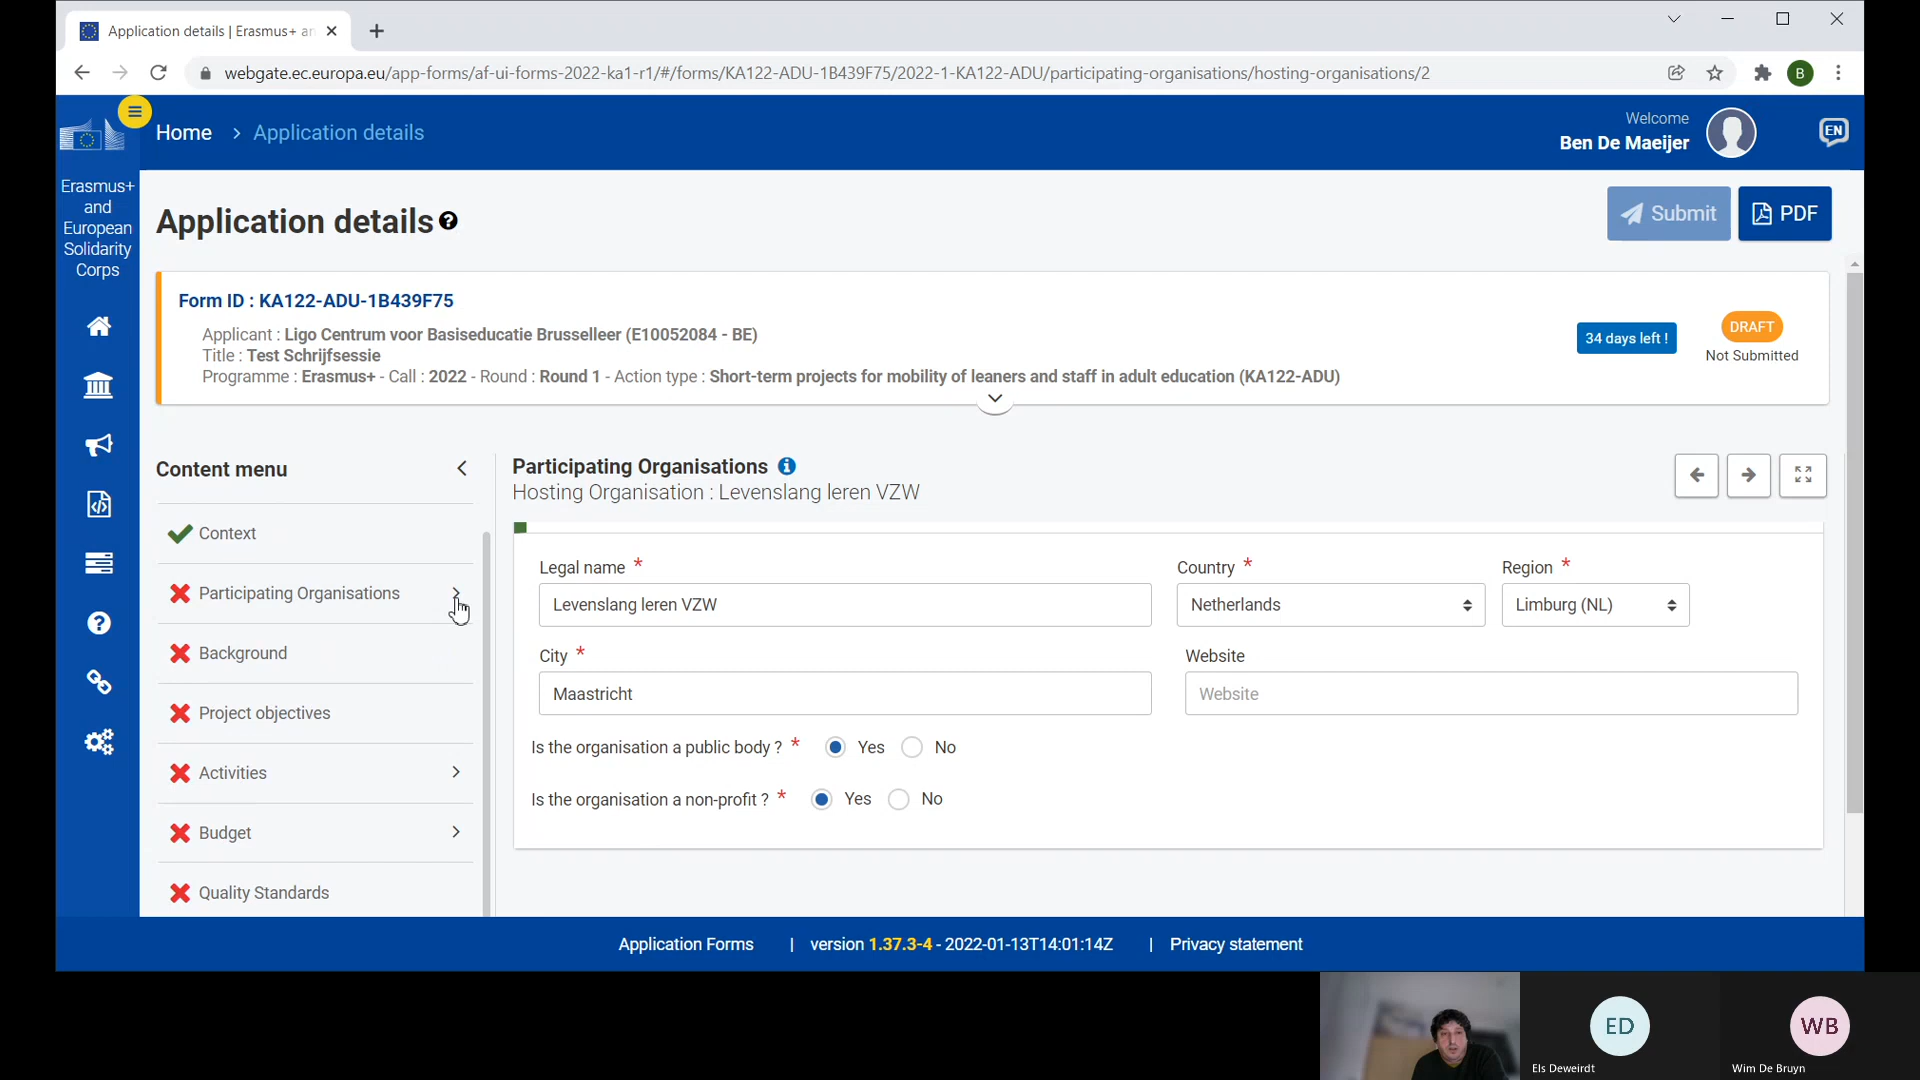 Application details | Erasmus+ an
webgate.ec.europa.eu/app-forms/af-ui-forms-2022-ka1-r1/#/forms/KA122-ADU-1B439F75/2022-1-KA122-ADU/participating-organisations/hosting-organisations/2
B
Home > Application details
Welcome
Ben De Maeijer
EN
Erasmus+
and
European
Solidarity
Corps
Application details
Submit
PDF
Form ID : KA122-ADU-1B439F75
Applicant : Ligo Centrum voor Basiseducatie Brusselleer (E10052084 - BE)
Title : Test Schrijfsessie
Programme : Erasmus+ - Call : 2022 - Round : Round 1 - Action type : Short-term projects for mobility of leaners and staff in adult education (KA122-ADU)
34 days left !
DRAFT
Not Submitted
Content menu
Context
Participating Organisations
Background
Project objectives
Activities
Budget
Quality Standards
Participating Organisations
Hosting Organisation : Levenslang leren VZW
Legal name *
Levenslang leren VZW
Country *
Netherlands
Region *
Limburg (NL)
City *
Maastricht
Website
Website
Is the organisation a public body ? * Yes No
Is the organisation a non-profit ? * Yes No
Application Forms | version 1.37.3-4 - 2022-01-13T14:01:14Z | Privacy statement
ED
Els Deweirdt
WB
Wim De Bruyn